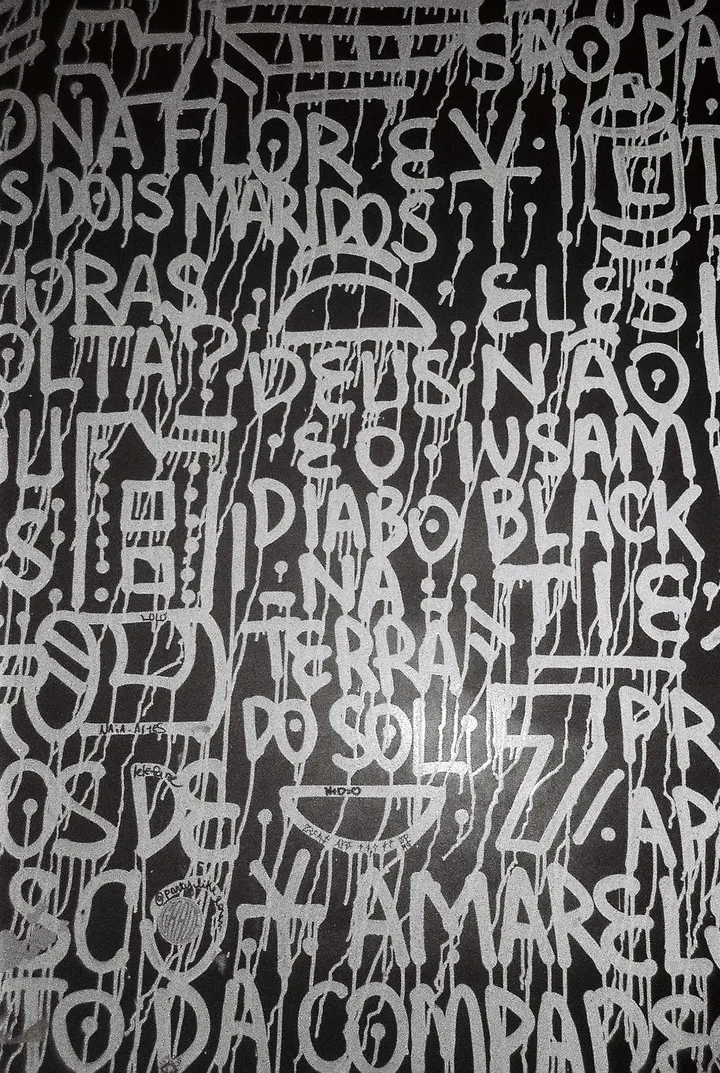 SÃO PA
ONA FLOR E
S DOIS MARIDOS
HORAS
OLTA?
ELES
NÃO
USAM
BLACK
TIE
DEUS
E O
DIABO
NA
TERRA
DO SOL
PR
OS DE
AP
SCO
AMAREL
TO DA COMPADE